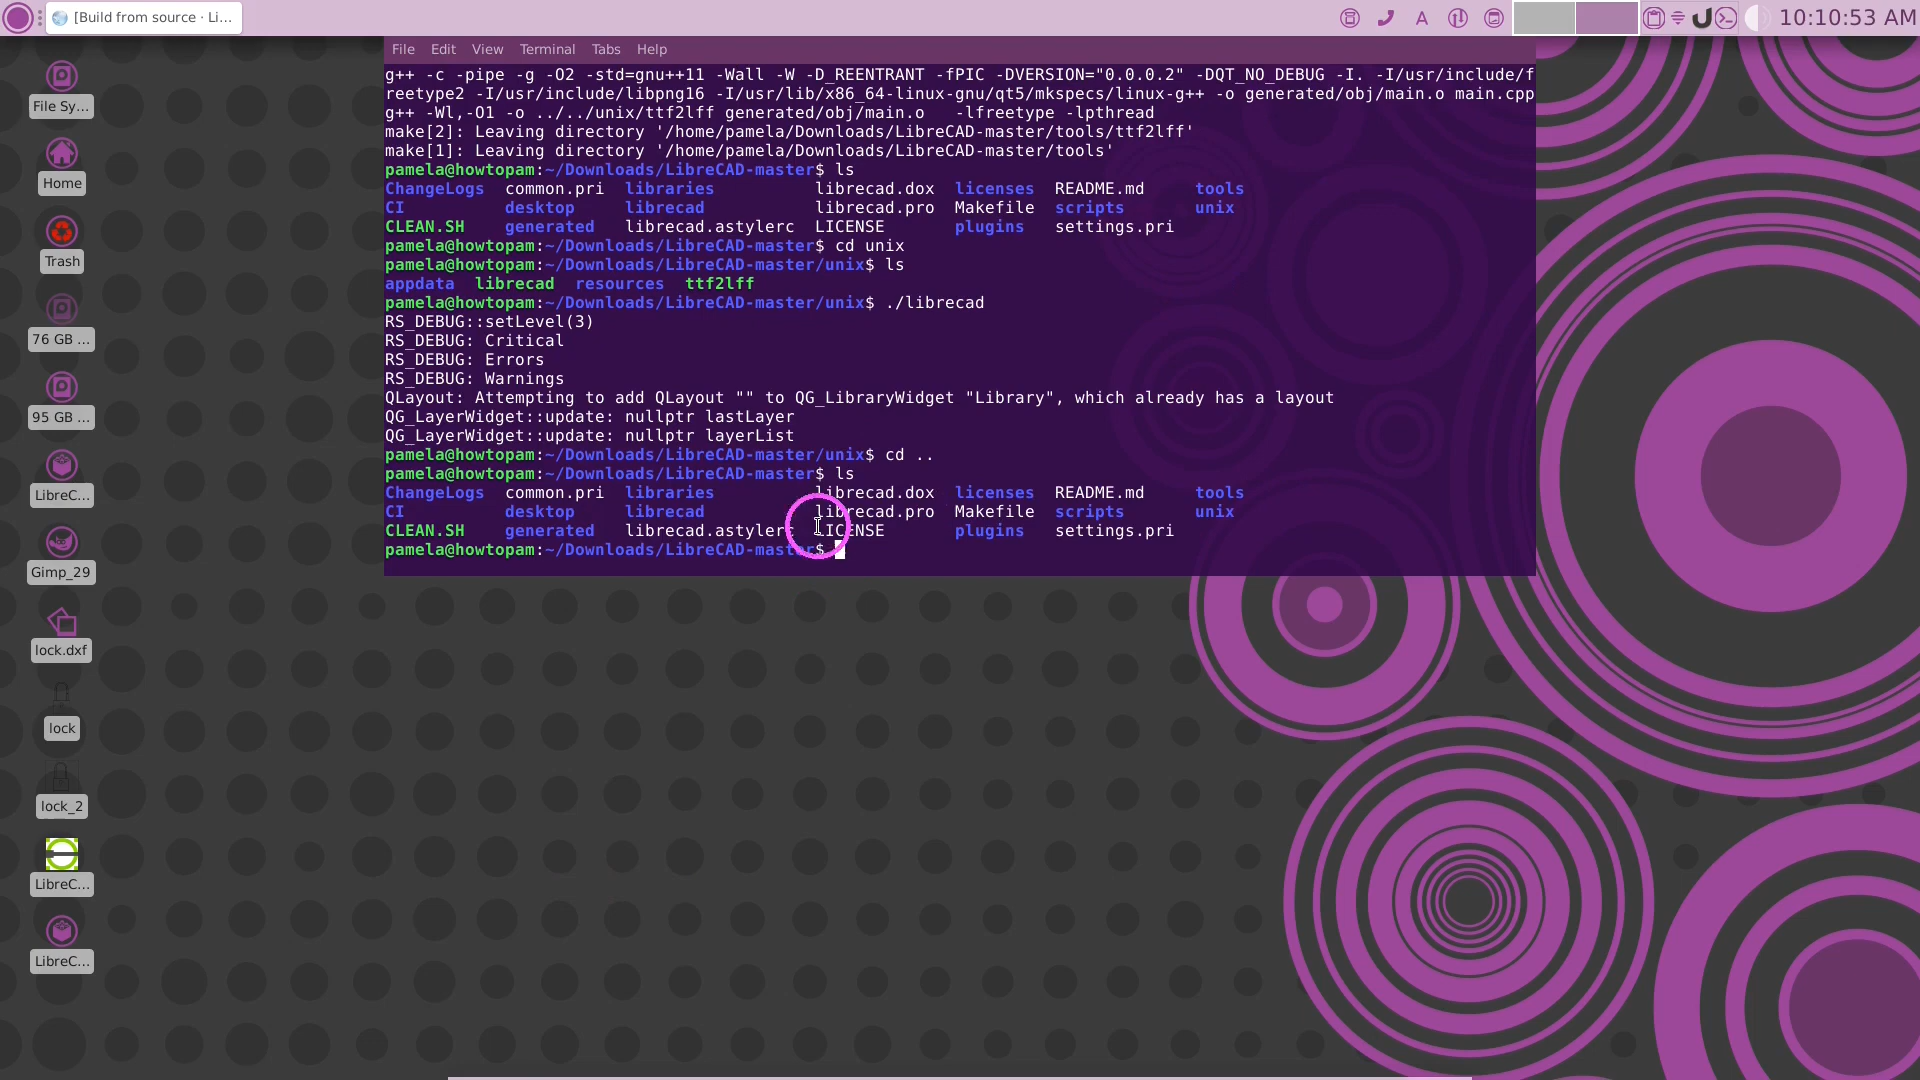 [Build from source · Li...
10:10:53 AM
File Edit View Terminal Tabs Help
g++ -c -pipe -g -O2 -std=gnu++11 -Wall -W -D_REENTRANT -fPIC -DVERSION="0.0.0.2" -DQT_NO_DEBUG -I. -I/usr/include/f
reetype2 -I/usr/include/libpng16 -I/usr/lib/x86_64-linux-gnu/qt5/mkspecs/linux-g++ -o generated/obj/main.o main.cpp
g++ -Wl,-O1 -o ../../unix/ttf2lff generated/obj/main.o   -lfreetype -lpthread
make[2]: Leaving directory '/home/pamela/Downloads/LibreCAD-master/tools/ttf2lff'
make[1]: Leaving directory '/home/pamela/Downloads/LibreCAD-master/tools'
pamela@howtopam:~/Downloads/LibreCAD-master$ ls
ChangeLogs common.pri libraries librecad.dox licenses README.md tools
CI desktop librecad librecad.pro Makefile scripts unix
CLEAN.SH generated librecad.astylerc LICENSE plugins settings.pri
pamela@howtopam:~/Downloads/LibreCAD-master$ cd unix
pamela@howtopam:~/Downloads/LibreCAD-master/unix$ ls
appdata librecad resources ttf2lff
pamela@howtopam:~/Downloads/LibreCAD-master/unix$ ./librecad
RS_DEBUG::setLevel(3)
RS_DEBUG: Critical
RS_DEBUG: Errors
RS_DEBUG: Warnings
QLayout: Attempting to add QLayout "" to QG_LibraryWidget "Library", which already has a layout
QG_LayerWidget::update: nullptr lastLayer
QG_LayerWidget::update: nullptr layerList
pamela@howtopam:~/Downloads/LibreCAD-master/unix$ cd ..
pamela@howtopam:~/Downloads/LibreCAD-master$ ls
ChangeLogs common.pri libraries librecad.dox licenses README.md tools
CI desktop librecad librecad.pro Makefile scripts unix
CLEAN.SH generated librecad.astylerc LICENSE plugins settings.pri
pamela@howtopam:~/Downloads/LibreCAD-master$
File Sy...
Home
Trash
76 GB ...
95 GB ...
LibreC...
Gimp_29
lock.dxf
lock
lock_2
LibreC...
LibreC...